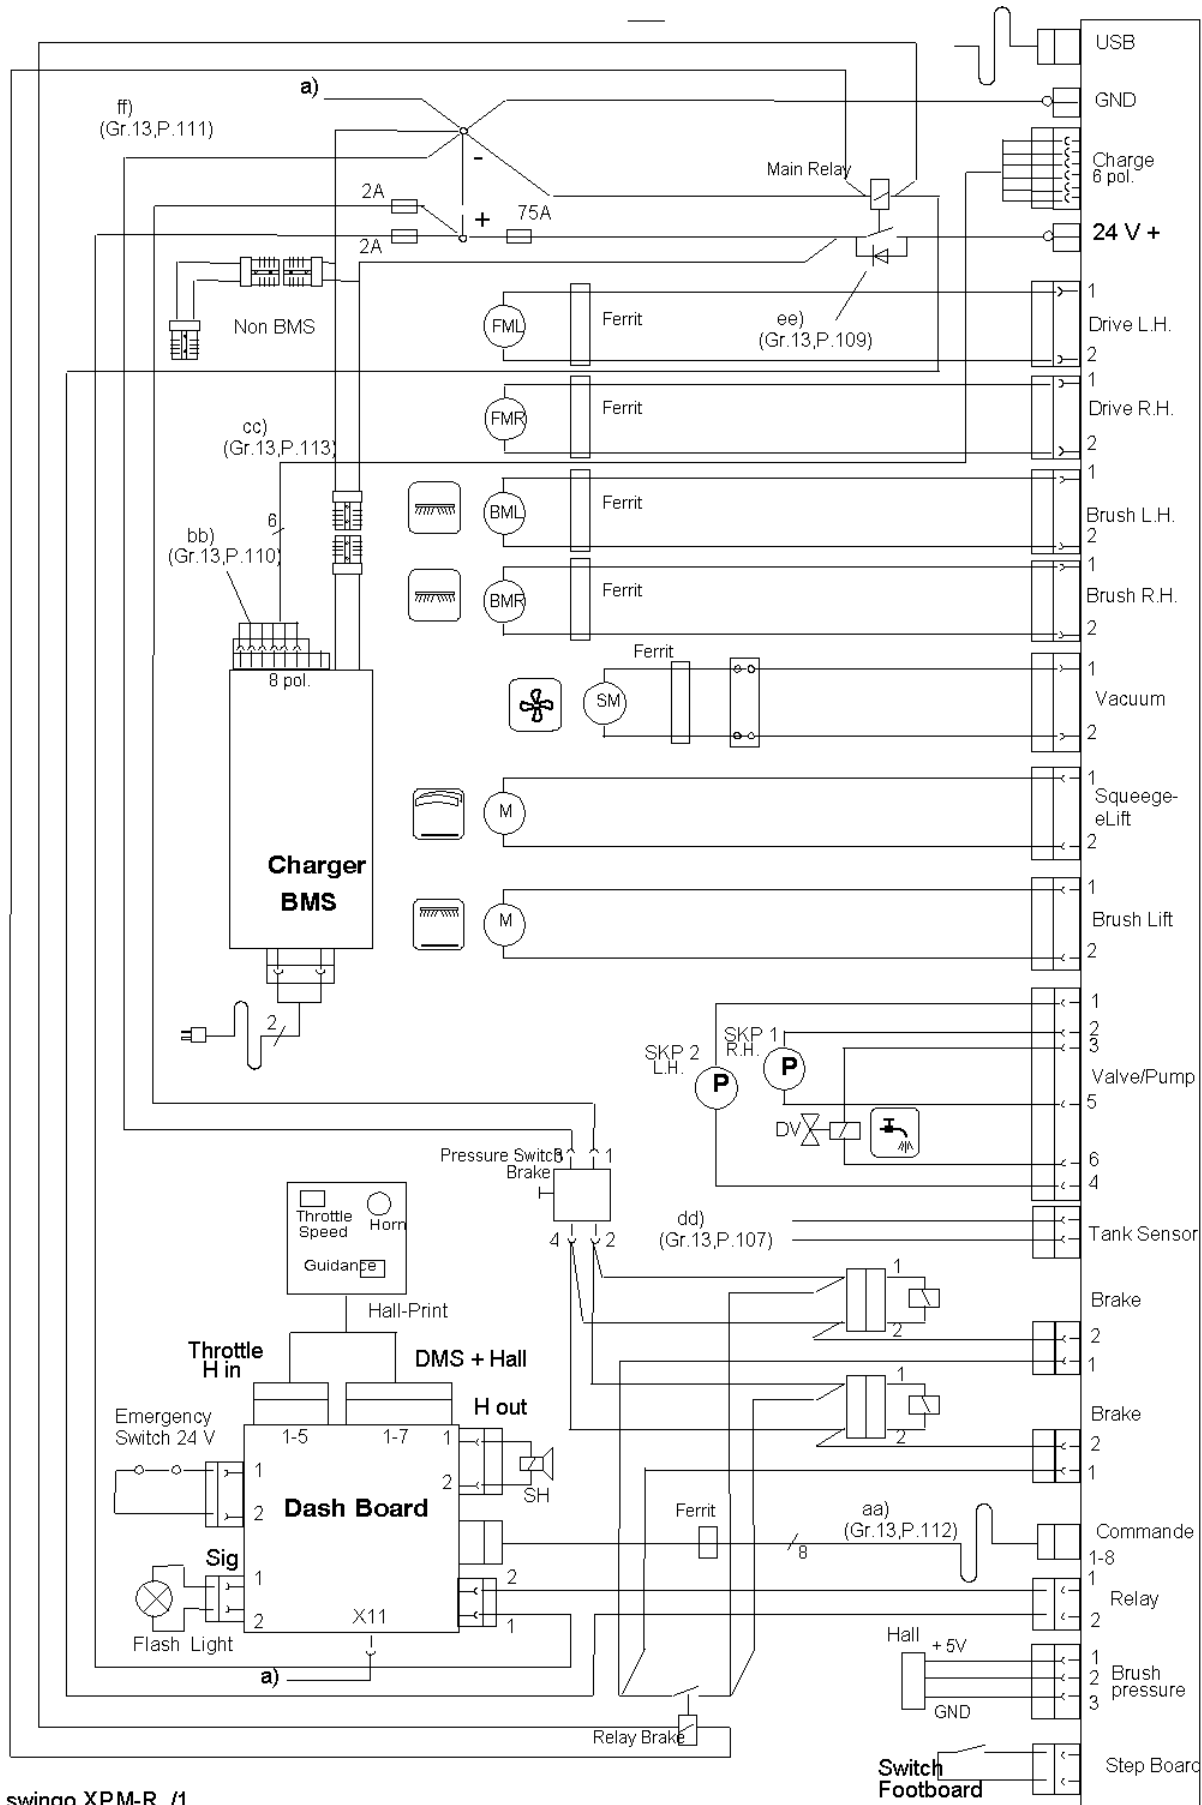 USB
a)
GND
ff)
(Gr.13,P.111)
-
Main Relay
Charge
6 pol.
2A
+
75A
2A
24 V +
Non BMS
FML
Ferrit
ee)
(Gr.13,P.109)
1
Drive L.H.
2
FMR
Ferrit
1
Drive R.H.
2
cc)
(Gr.13,P.113)
BML
Ferrit
1
Brush L.H.
2
6
bb)
(Gr.13,P.110)
BMR
Ferrit
1
Brush R.H.
2
8 pol.
Ferrit
SM
1
Vacuum
2
M
1
Squeege-
eLift
2
Charger
BMS
M
1
Brush Lift
2
2
SKP 2
L.H.
P
SKP 1
R.H.
P
DV
1
2
3
Valve/Pump
5
6
4
Pressure Switch
Brake
3
1
4
2
dd)
(Gr.13,P.107)
Tank Sensor
Throttle
Speed
Horn
Guidance
Hall-Print
1
2
Brake
2
1
Throttle
H in
DMS + Hall
H out
1
2
Brake
2
1
Emergency
Switch 24 V
1
2
1-5
1-7
1
2
SH
Dash Board
Ferrit
8
aa)
(Gr.13,P.112)
Commande
1-8
Sig
1
2
Flash Light
X11
2
1
1
Relay
2
a)
Hall
+ 5V
GND
1
2
3
Brush
pressure
Relay Brake
Switch
Footboard
Step Board
swingo XPM-R /1